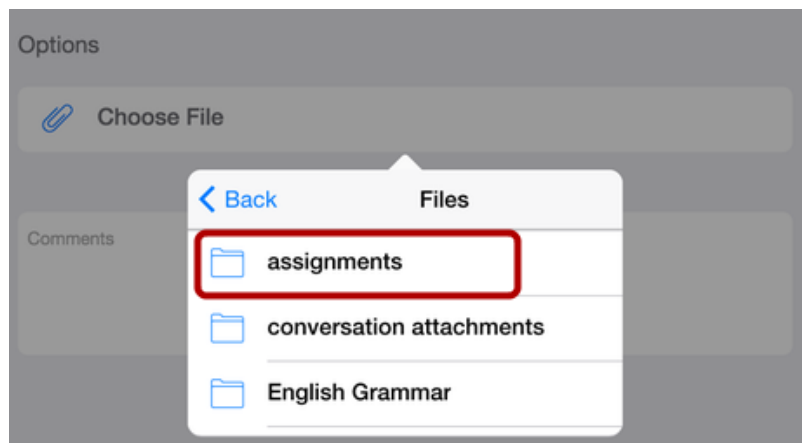 Options
Choose File
Back Files
Comments
assignments
conversation attachments
English Grammar